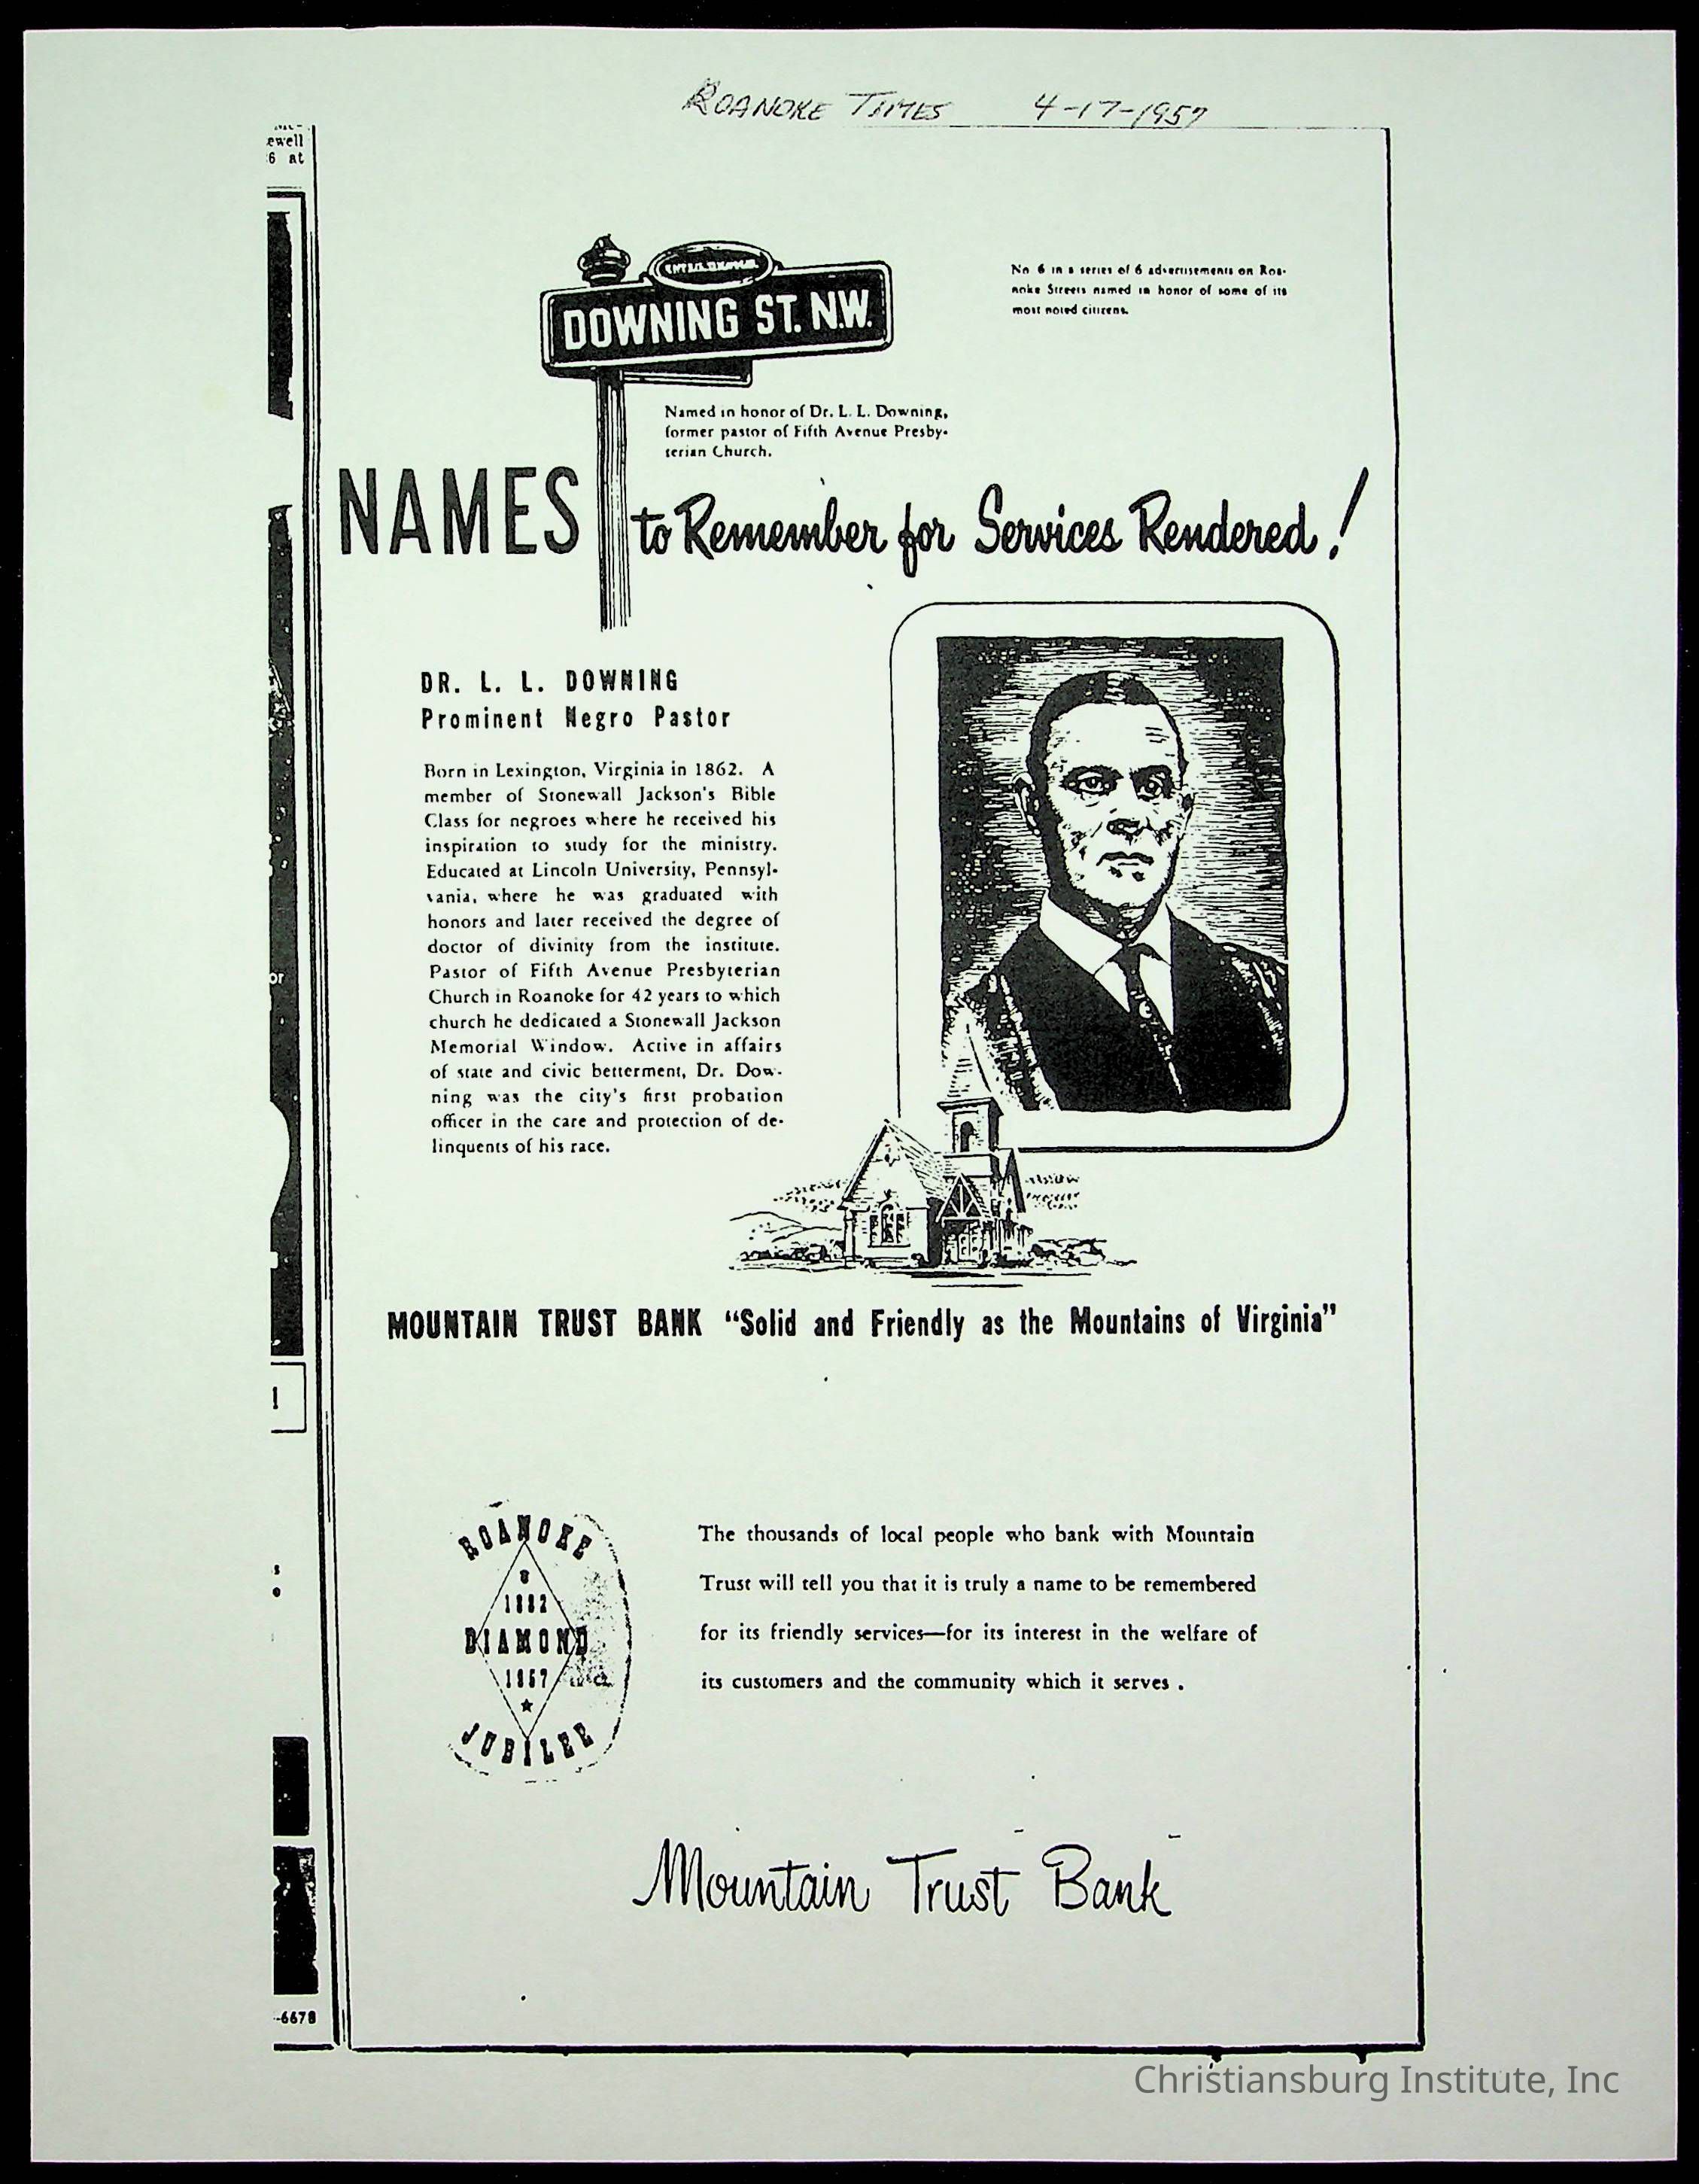 ROANOKE TIMES 4-17-1957
ewell
6 at
DOWNING ST. N.W.
No. 6 in a series of 6 advertisements on Roa-
noke Streets named in honor of some of its
most noted citizens.
Named in honor of Dr. L. L. Downing,
former pastor of Fifth Avenue Presby-
terian Church.
NAMES to Remember for Services Rendered!
DR. L. L. DOWNING
Prominent Negro Pastor
Born in Lexington, Virginia in 1862. A
member of Stonewall Jackson's Bible
Class for negroes where he received his
inspiration to study for the ministry.
Educated at Lincoln University, Pennsyl-
vania, where he was graduated with
honors and later received the degree of
doctor of divinity from the institute.
Pastor of Fifth Avenue Presbyterian
Church in Roanoke for 42 years to which
church he dedicated a Stonewall Jackson
Memorial Window. Active in affairs
of state and civic betterment, Dr. Dow-
ning was the city's first probation
officer in the care and protection of de-
linquents of his race.
or
MOUNTAIN TRUST BANK "Solid and Friendly as the Mountains of Virginia"
ROANOKE
1882
DIAMOND
1957
JUBILEE
The thousands of local people who bank with Mountain
Trust will tell you that it is truly a name to be remembered
for its friendly services—for its interest in the welfare of
its customers and the community which it serves .
Mountain Trust Bank
-6678
Christiansburg Institute, Inc